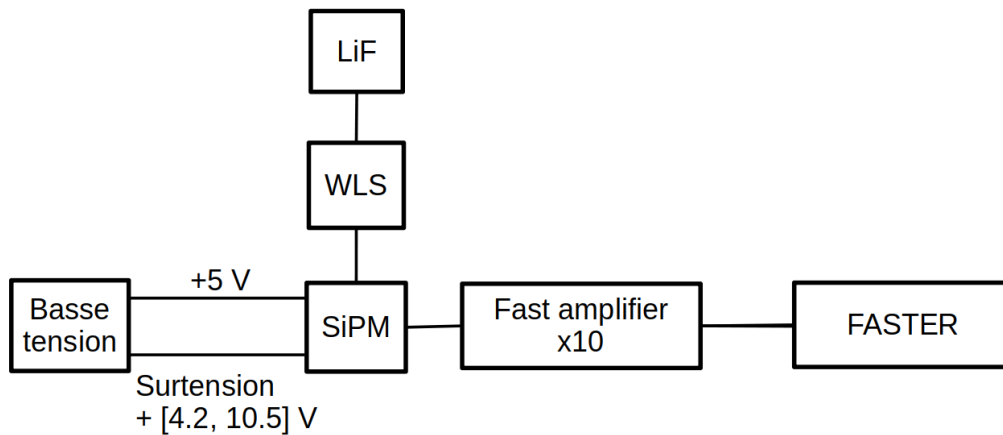 LiF
WLS
+5 V
Basse
tension
SiPM
Fast amplifier
x10
FASTER
Surtension
+ [4.2, 10.5] V